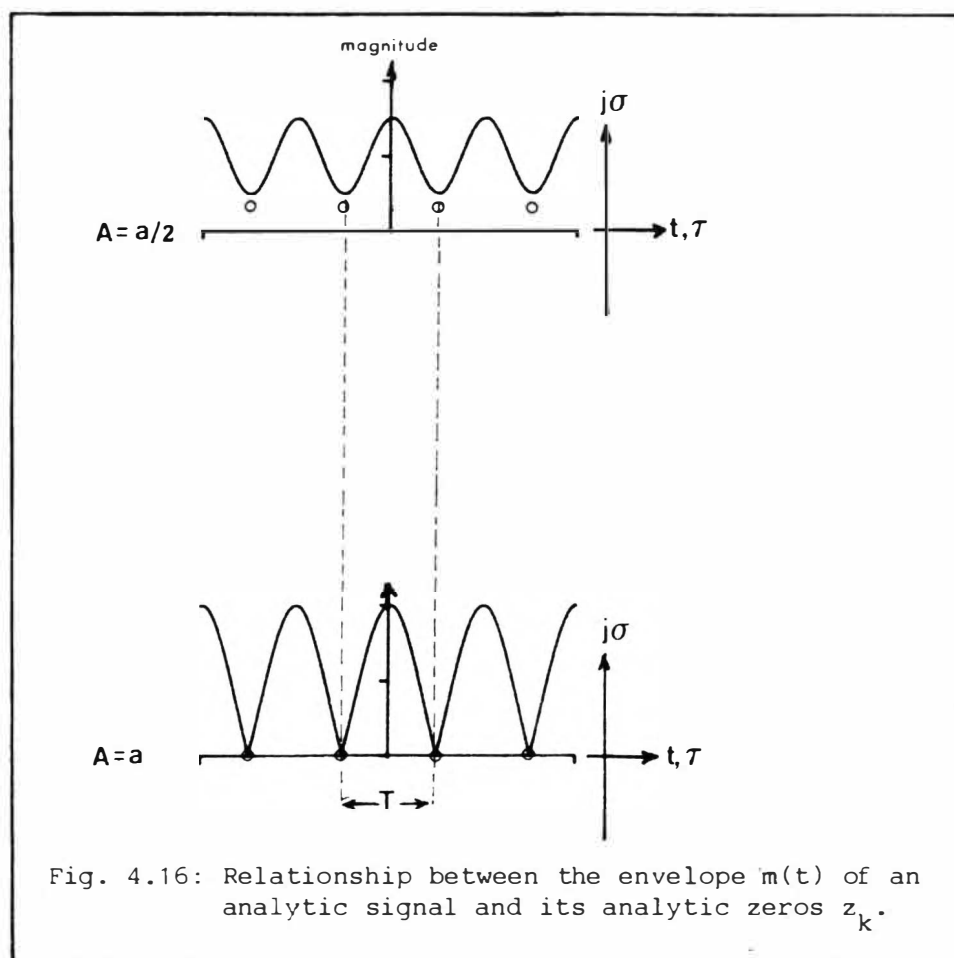 magnitude
jσ
A = a/2
t, τ
jσ
A = a
t, τ
T
Fig. 4.16: Relationship between the envelope m(t) of an
analytic signal and its analytic zeros z_k.